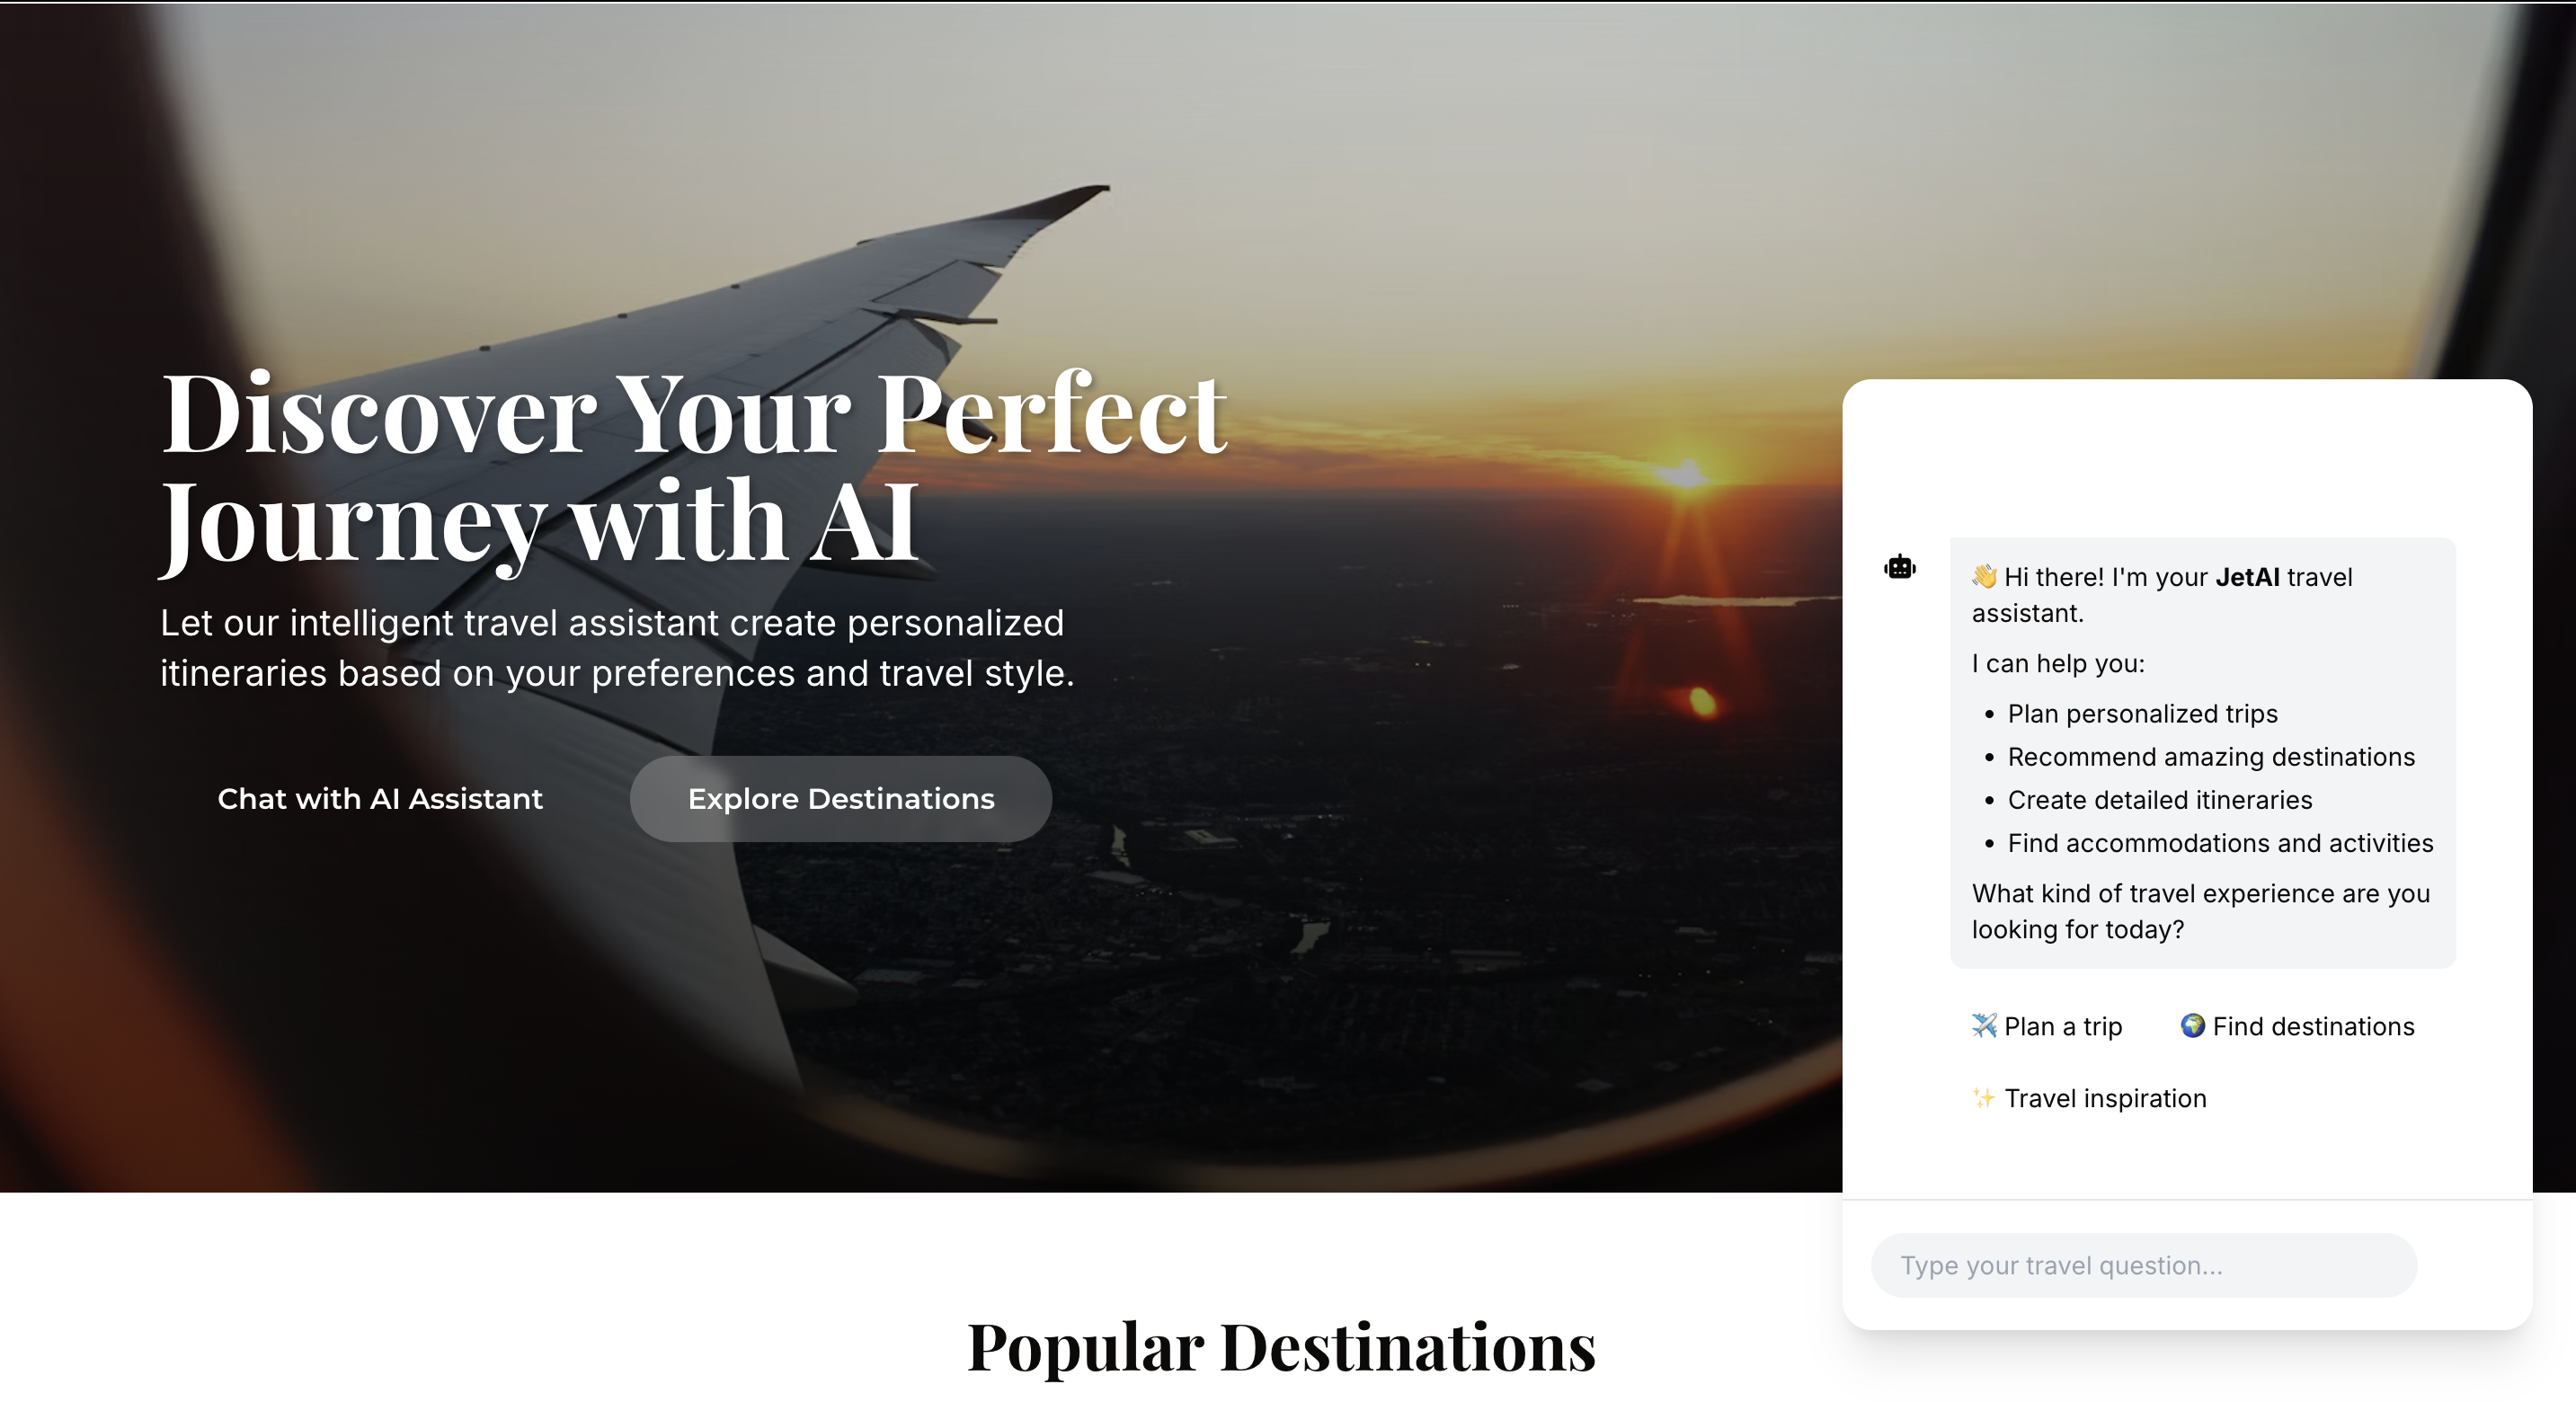 Discover Your Perfect
Journey with AI
Let our intelligent travel assistant create personalized
itineraries based on your preferences and travel style.
Chat with AI Assistant
Explore Destinations
👋 Hi there! I'm your JetAI travel
assistant.
I can help you:
• Plan personalized trips
• Recommend amazing destinations
• Create detailed itineraries
• Find accommodations and activities
What kind of travel experience are you
looking for today?
✈️ Plan a trip
🌍 Find destinations
✨ Travel inspiration
Type your travel question...
Popular Destinations